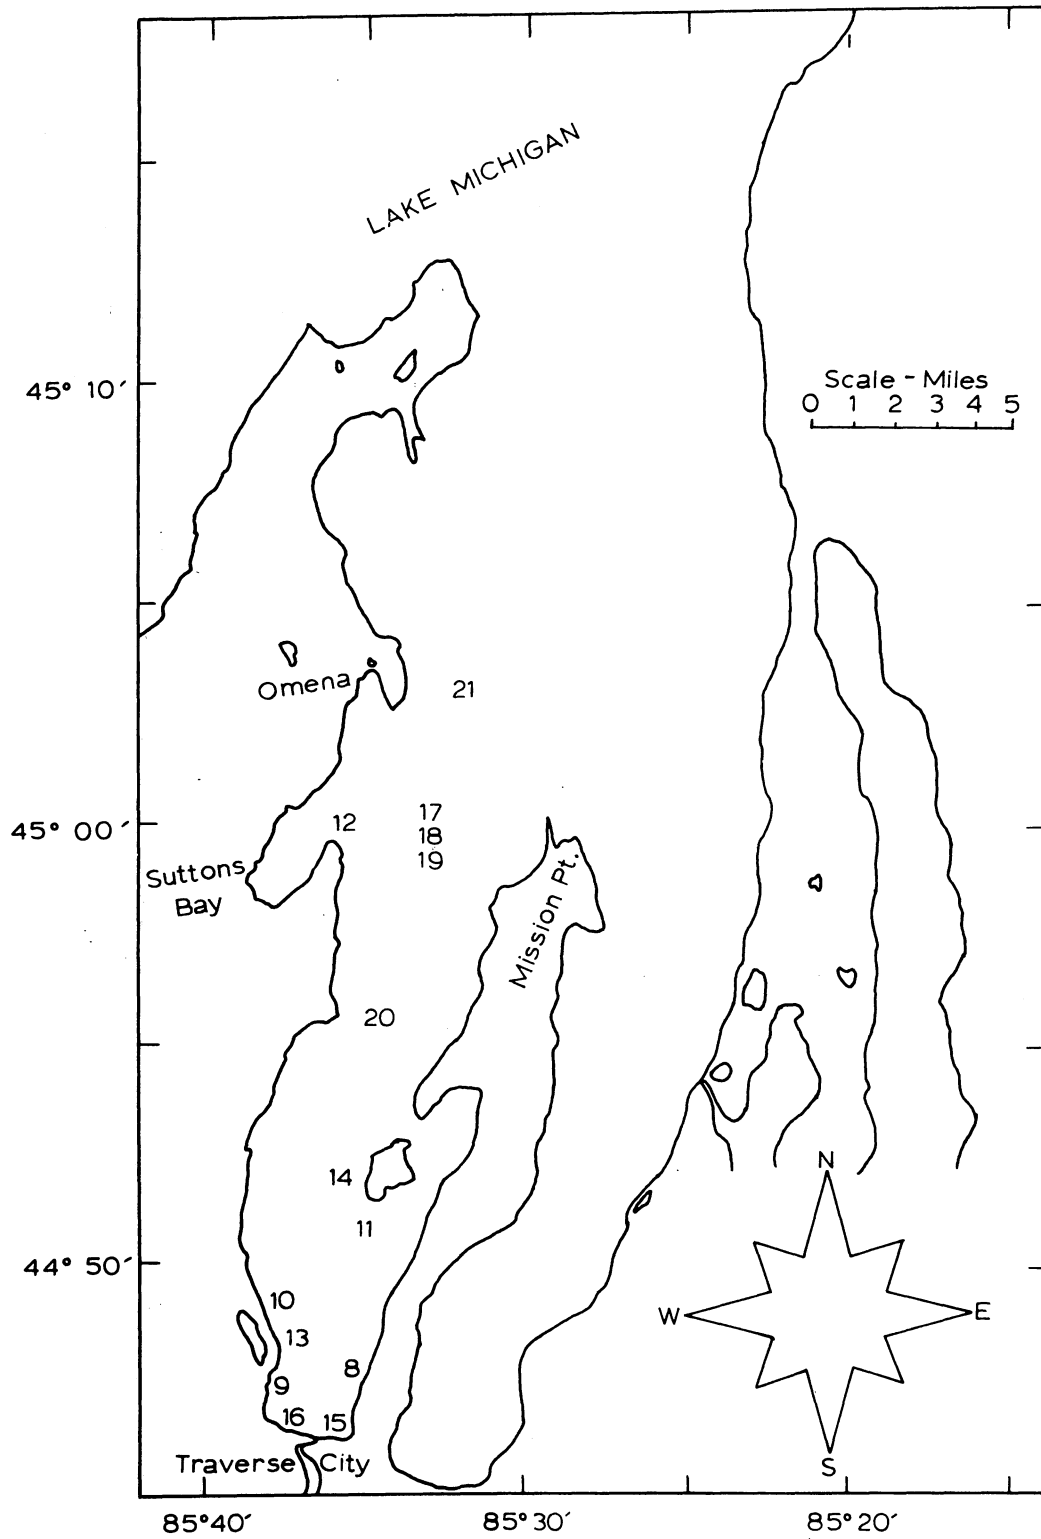 LAKE MICHIGAN
45° 10′
Scale - Miles
0 1 2 3 4 5
Omena
21
45° 00′
12
17
18
19
Suttons
Bay
Mission Pt.
20
14
11
N
44° 50′
10
W
E
13
8
9
16
15
Traverse City
S
85°40′
85°30′
85°20′